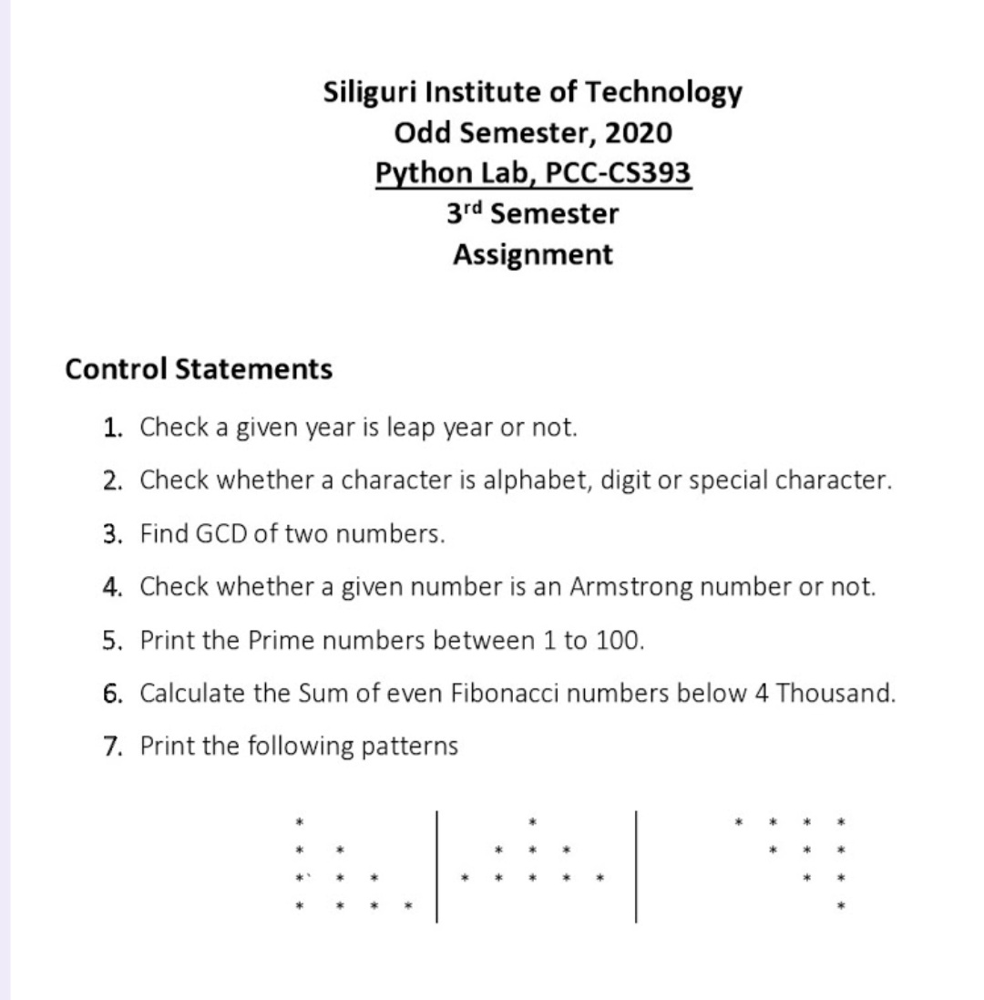 Siliguri Institute of Technology
Odd Semester, 2020
Python Lab, PCC-CS393
3rd Semester
Assignment
Control Statements
1. Check a given year is leap year or not.
2. Check whether a character is alphabet, digit or special character.
3. Find GCD of two numbers.
4. Check whether a given number is an Armstrong number or not.
5. Print the Prime numbers between 1 to 100.
6. Calculate the Sum of even Fibonacci numbers below 4 Thousand.
7. Print the following patterns
* | * | * * * *
* * | * * * | * * *
*` * * | * * * * * | * *
* * * * | | *